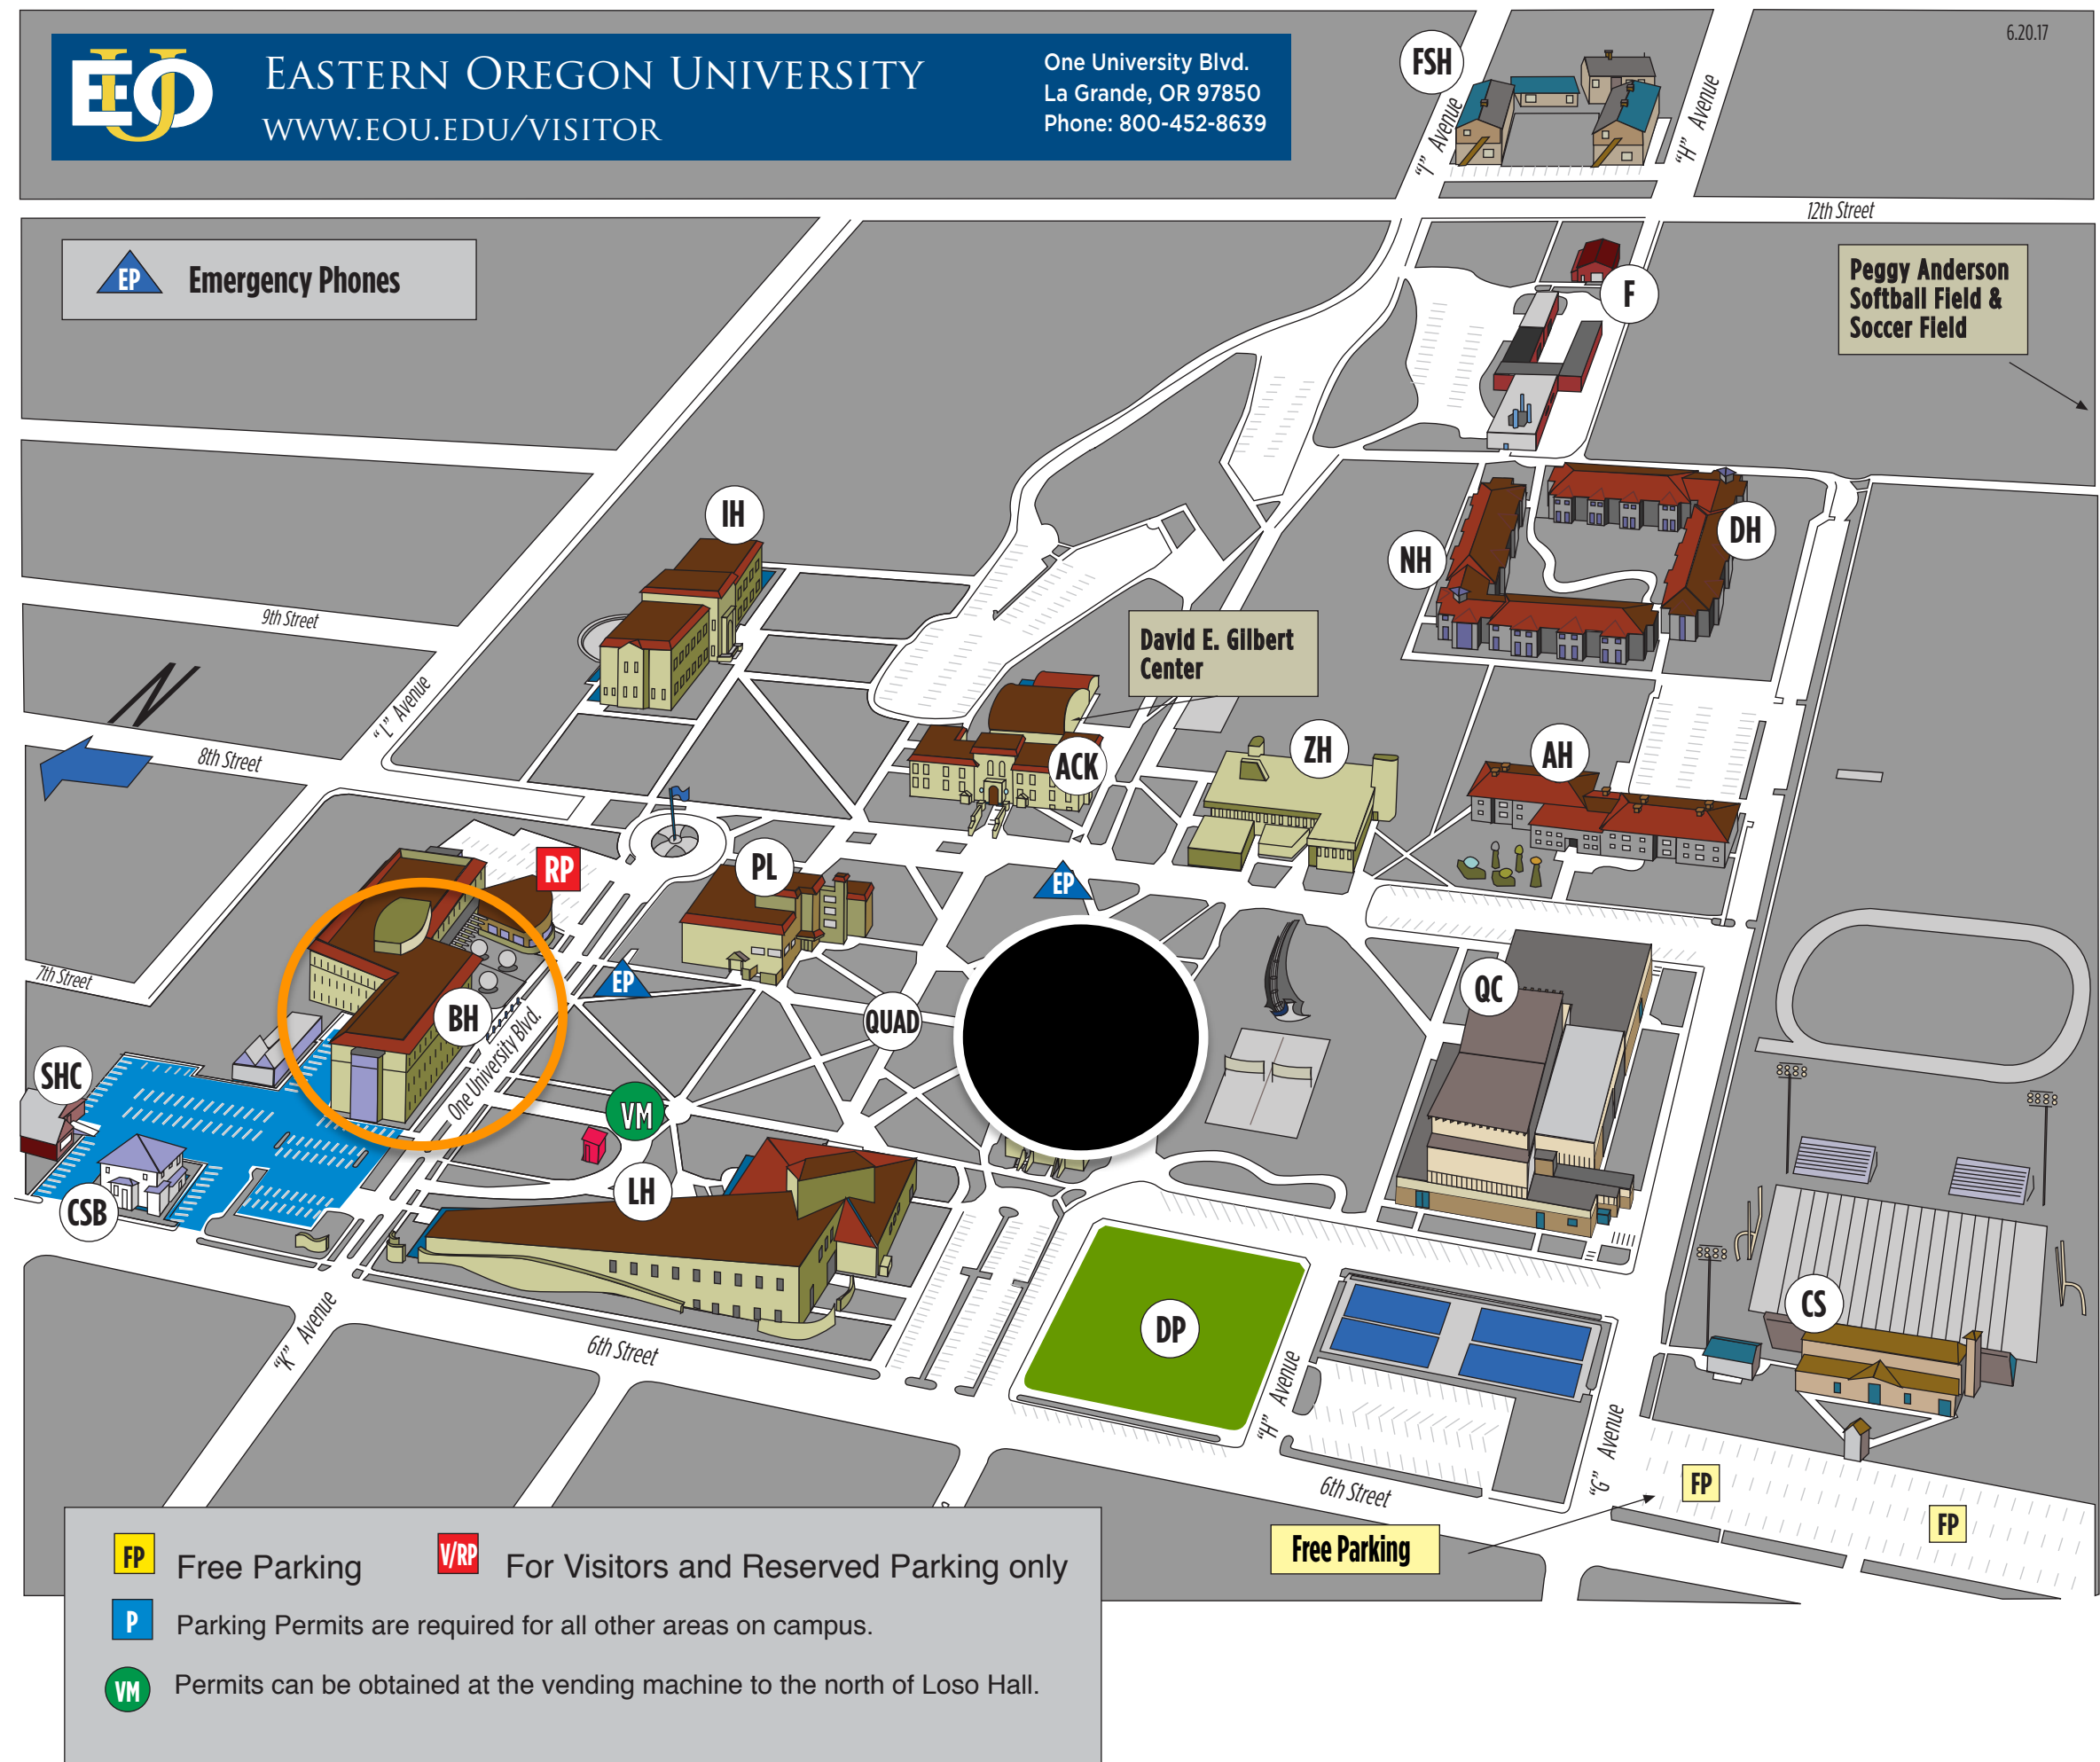 EOU
EASTERN OREGON UNIVERSITY
WWW.EOU.EDU/VISITOR
One University Blvd.
La Grande, OR 97850
Phone: 800-452-8639
6.20.17
FSH
"I" Avenue
"H" Avenue
12th Street
EP Emergency Phones
F
Peggy Anderson
Softball Field &
Soccer Field
IH
NH
DH
9th Street
N
"L" Avenue
8th Street
David E. Gilbert
Center
ACK
ZH
AH
RP
PL
EP
7th Street
EP
BH
QUAD
QC
One University Blvd.
SHC
VM
CSB
LH
DP
CS
"K" Avenue
6th Street
"H" Avenue
"G" Avenue
6th Street
FP
FP
Free Parking
FP Free Parking
V/RP For Visitors and Reserved Parking only
P Parking Permits are required for all other areas on campus.
VM Permits can be obtained at the vending machine to the north of Loso Hall.